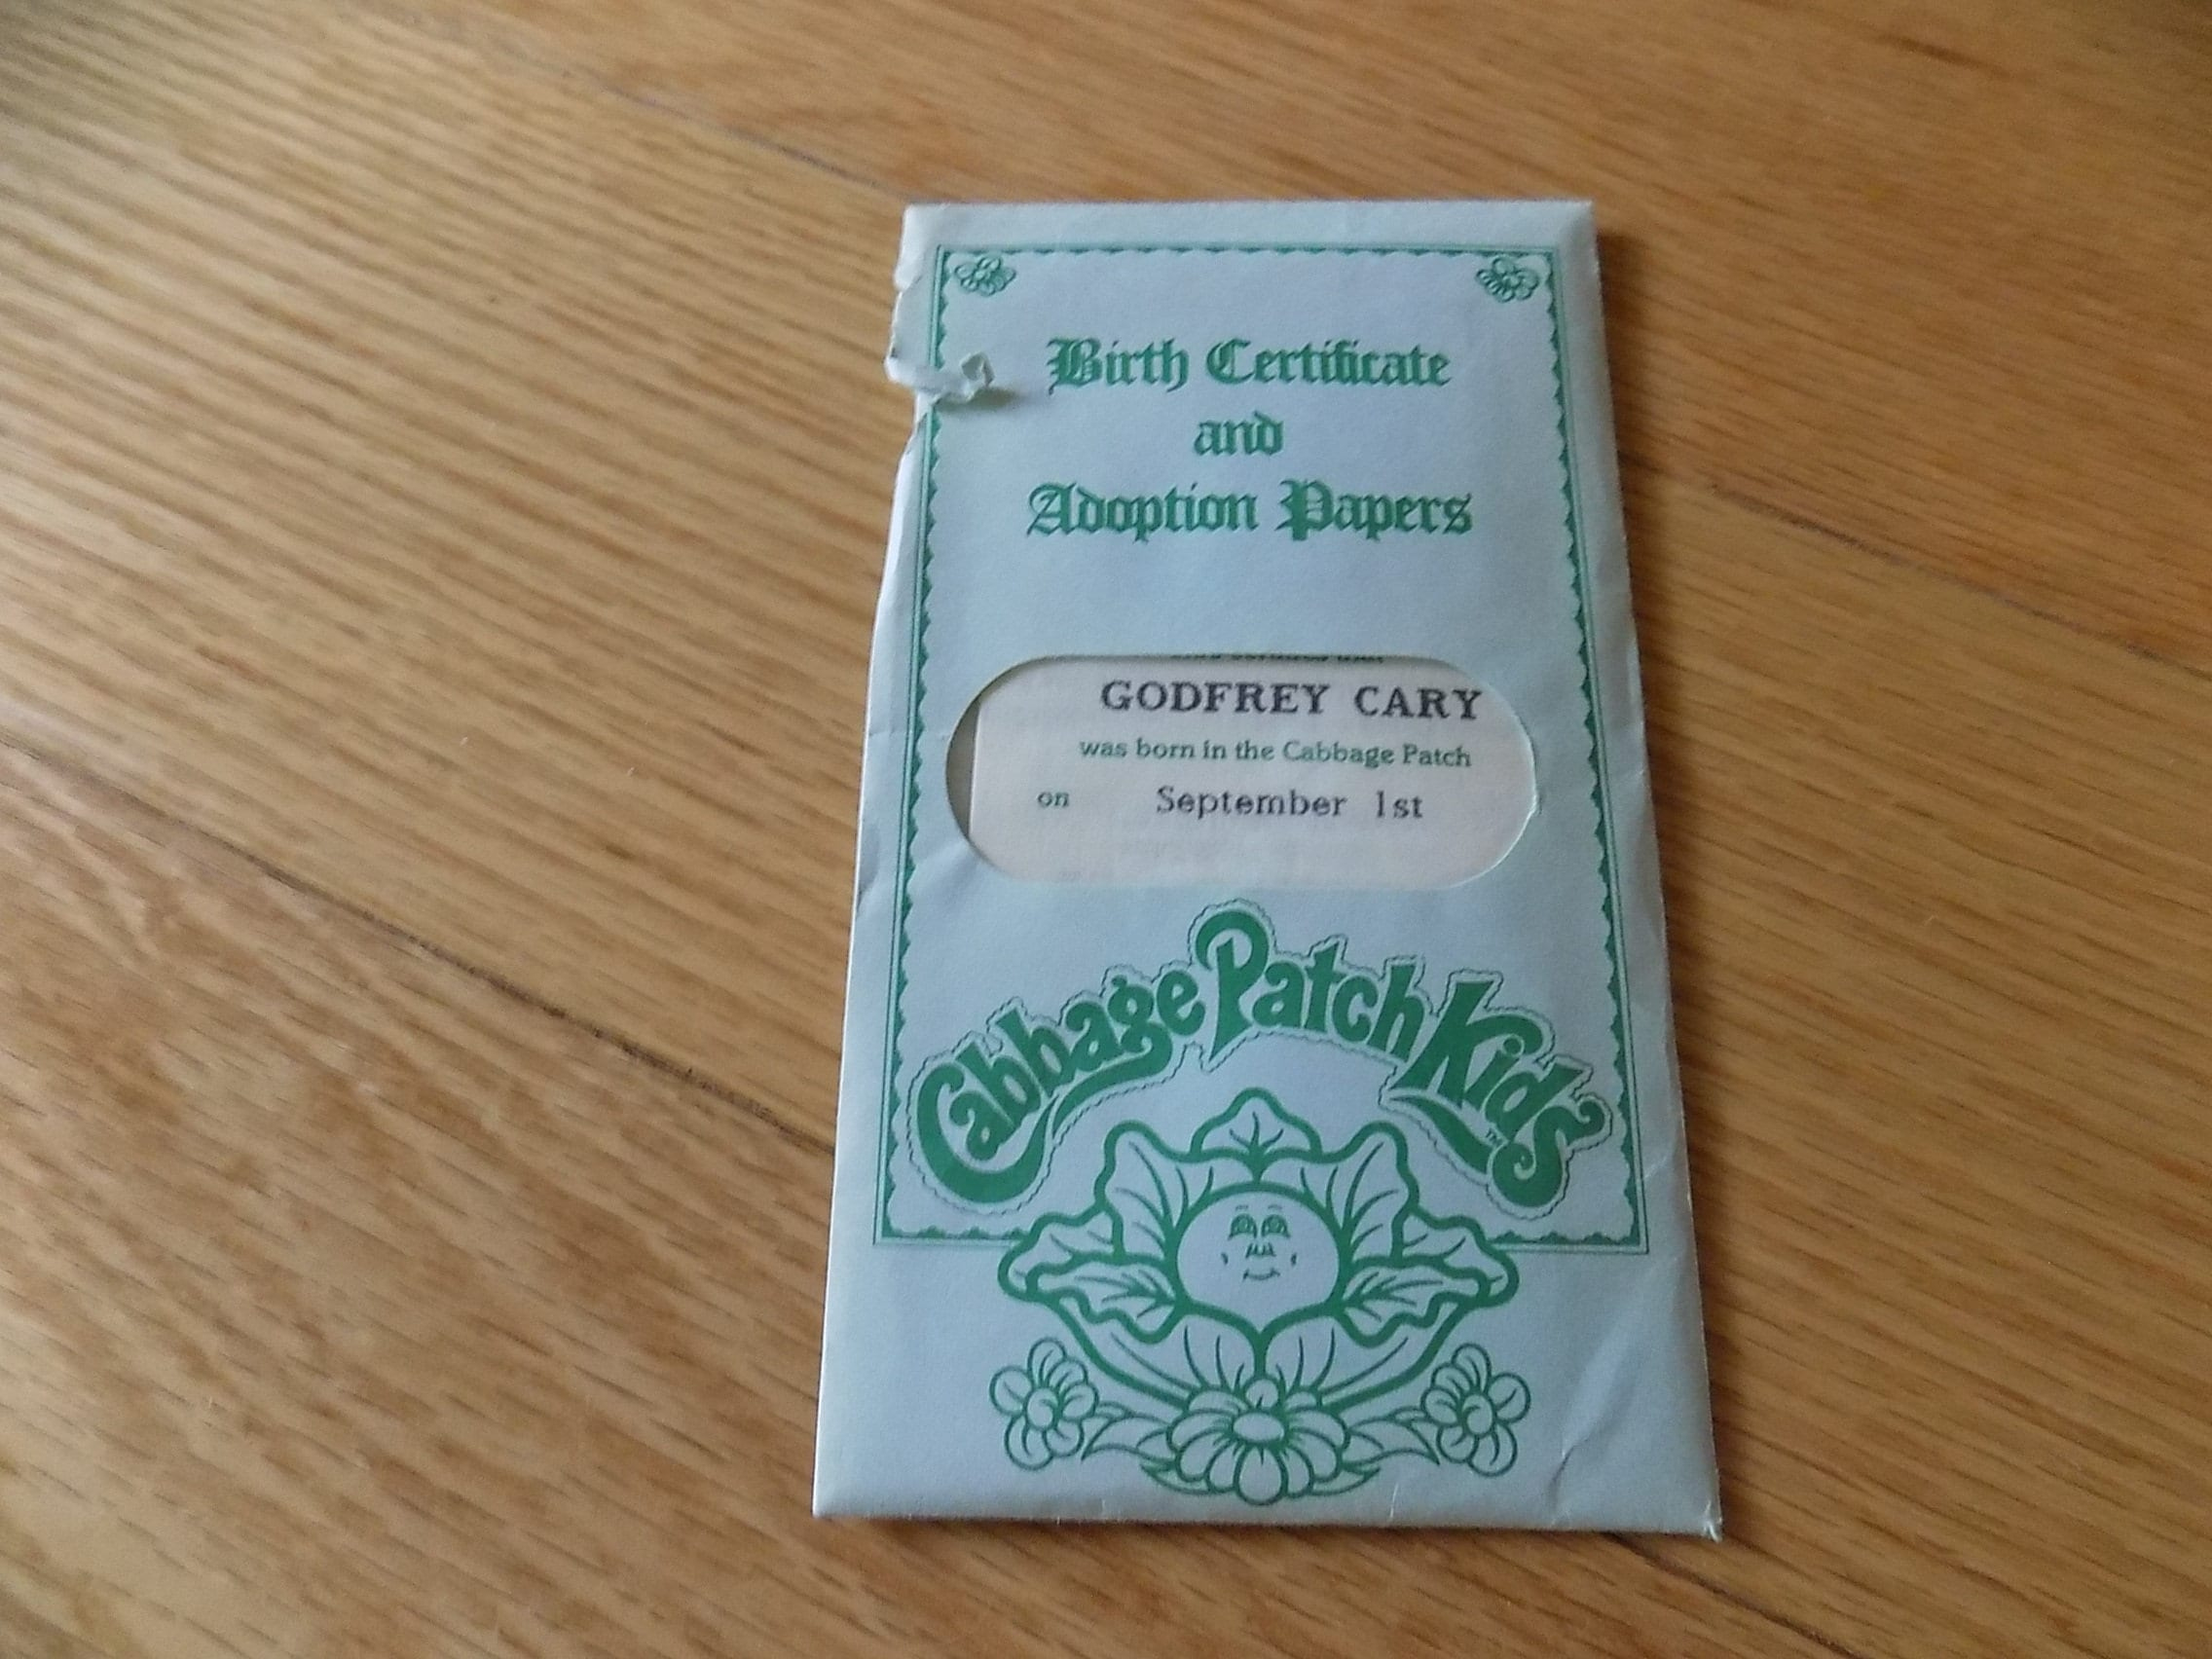 Birth Certificate
and
Adoption Papers
GODFREY CARY
was born in the Cabbage Patch
on September 1st
Cabbage Patch Kids
TM